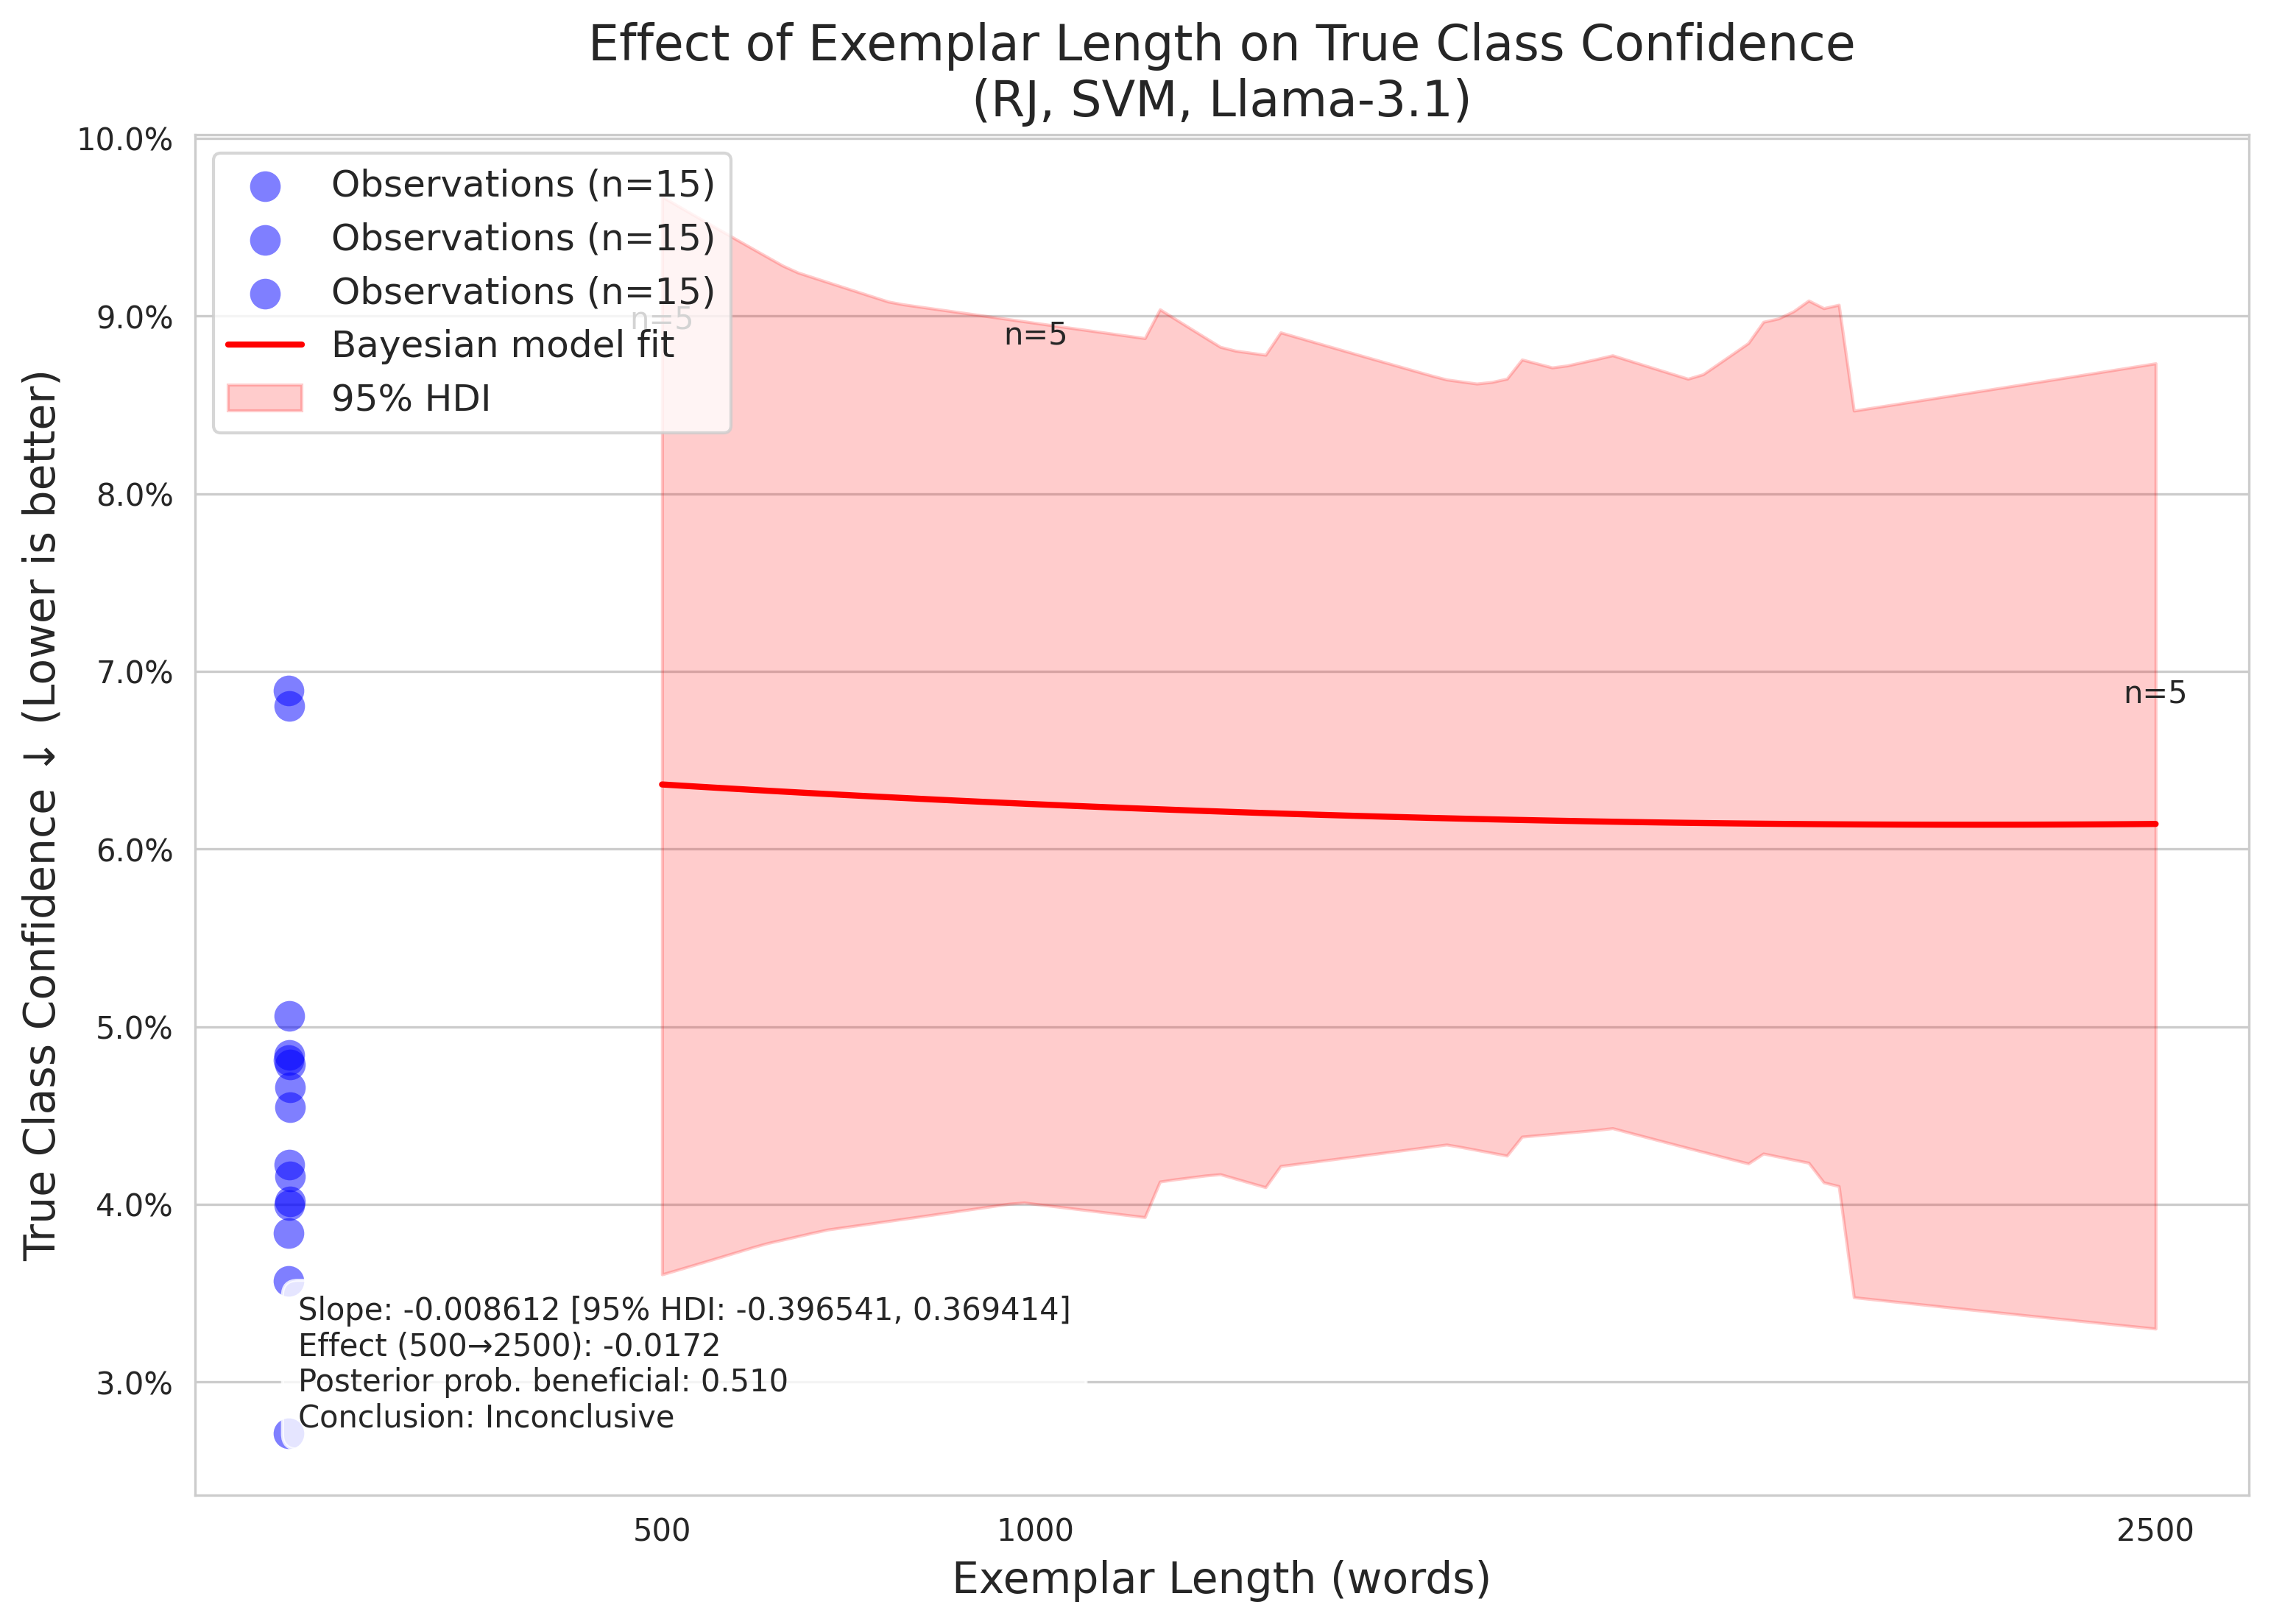 Effect of Exemplar Length on True Class Confidence
(RJ, SVM, Llama-3.1)
True Class Confidence ↓ (Lower is better)
10.0%
9.0%
8.0%
7.0%
6.0%
5.0%
4.0%
3.0%
Observations (n=15)
Observations (n=15)
Observations (n=15)
Bayesian model fit
95% HDI
n=5
n=5
n=5
Slope: -0.008612 [95% HDI: -0.396541, 0.369414]
Effect (500→2500): -0.0172
Posterior prob. beneficial: 0.510
Conclusion: Inconclusive
500
1000
2500
Exemplar Length (words)